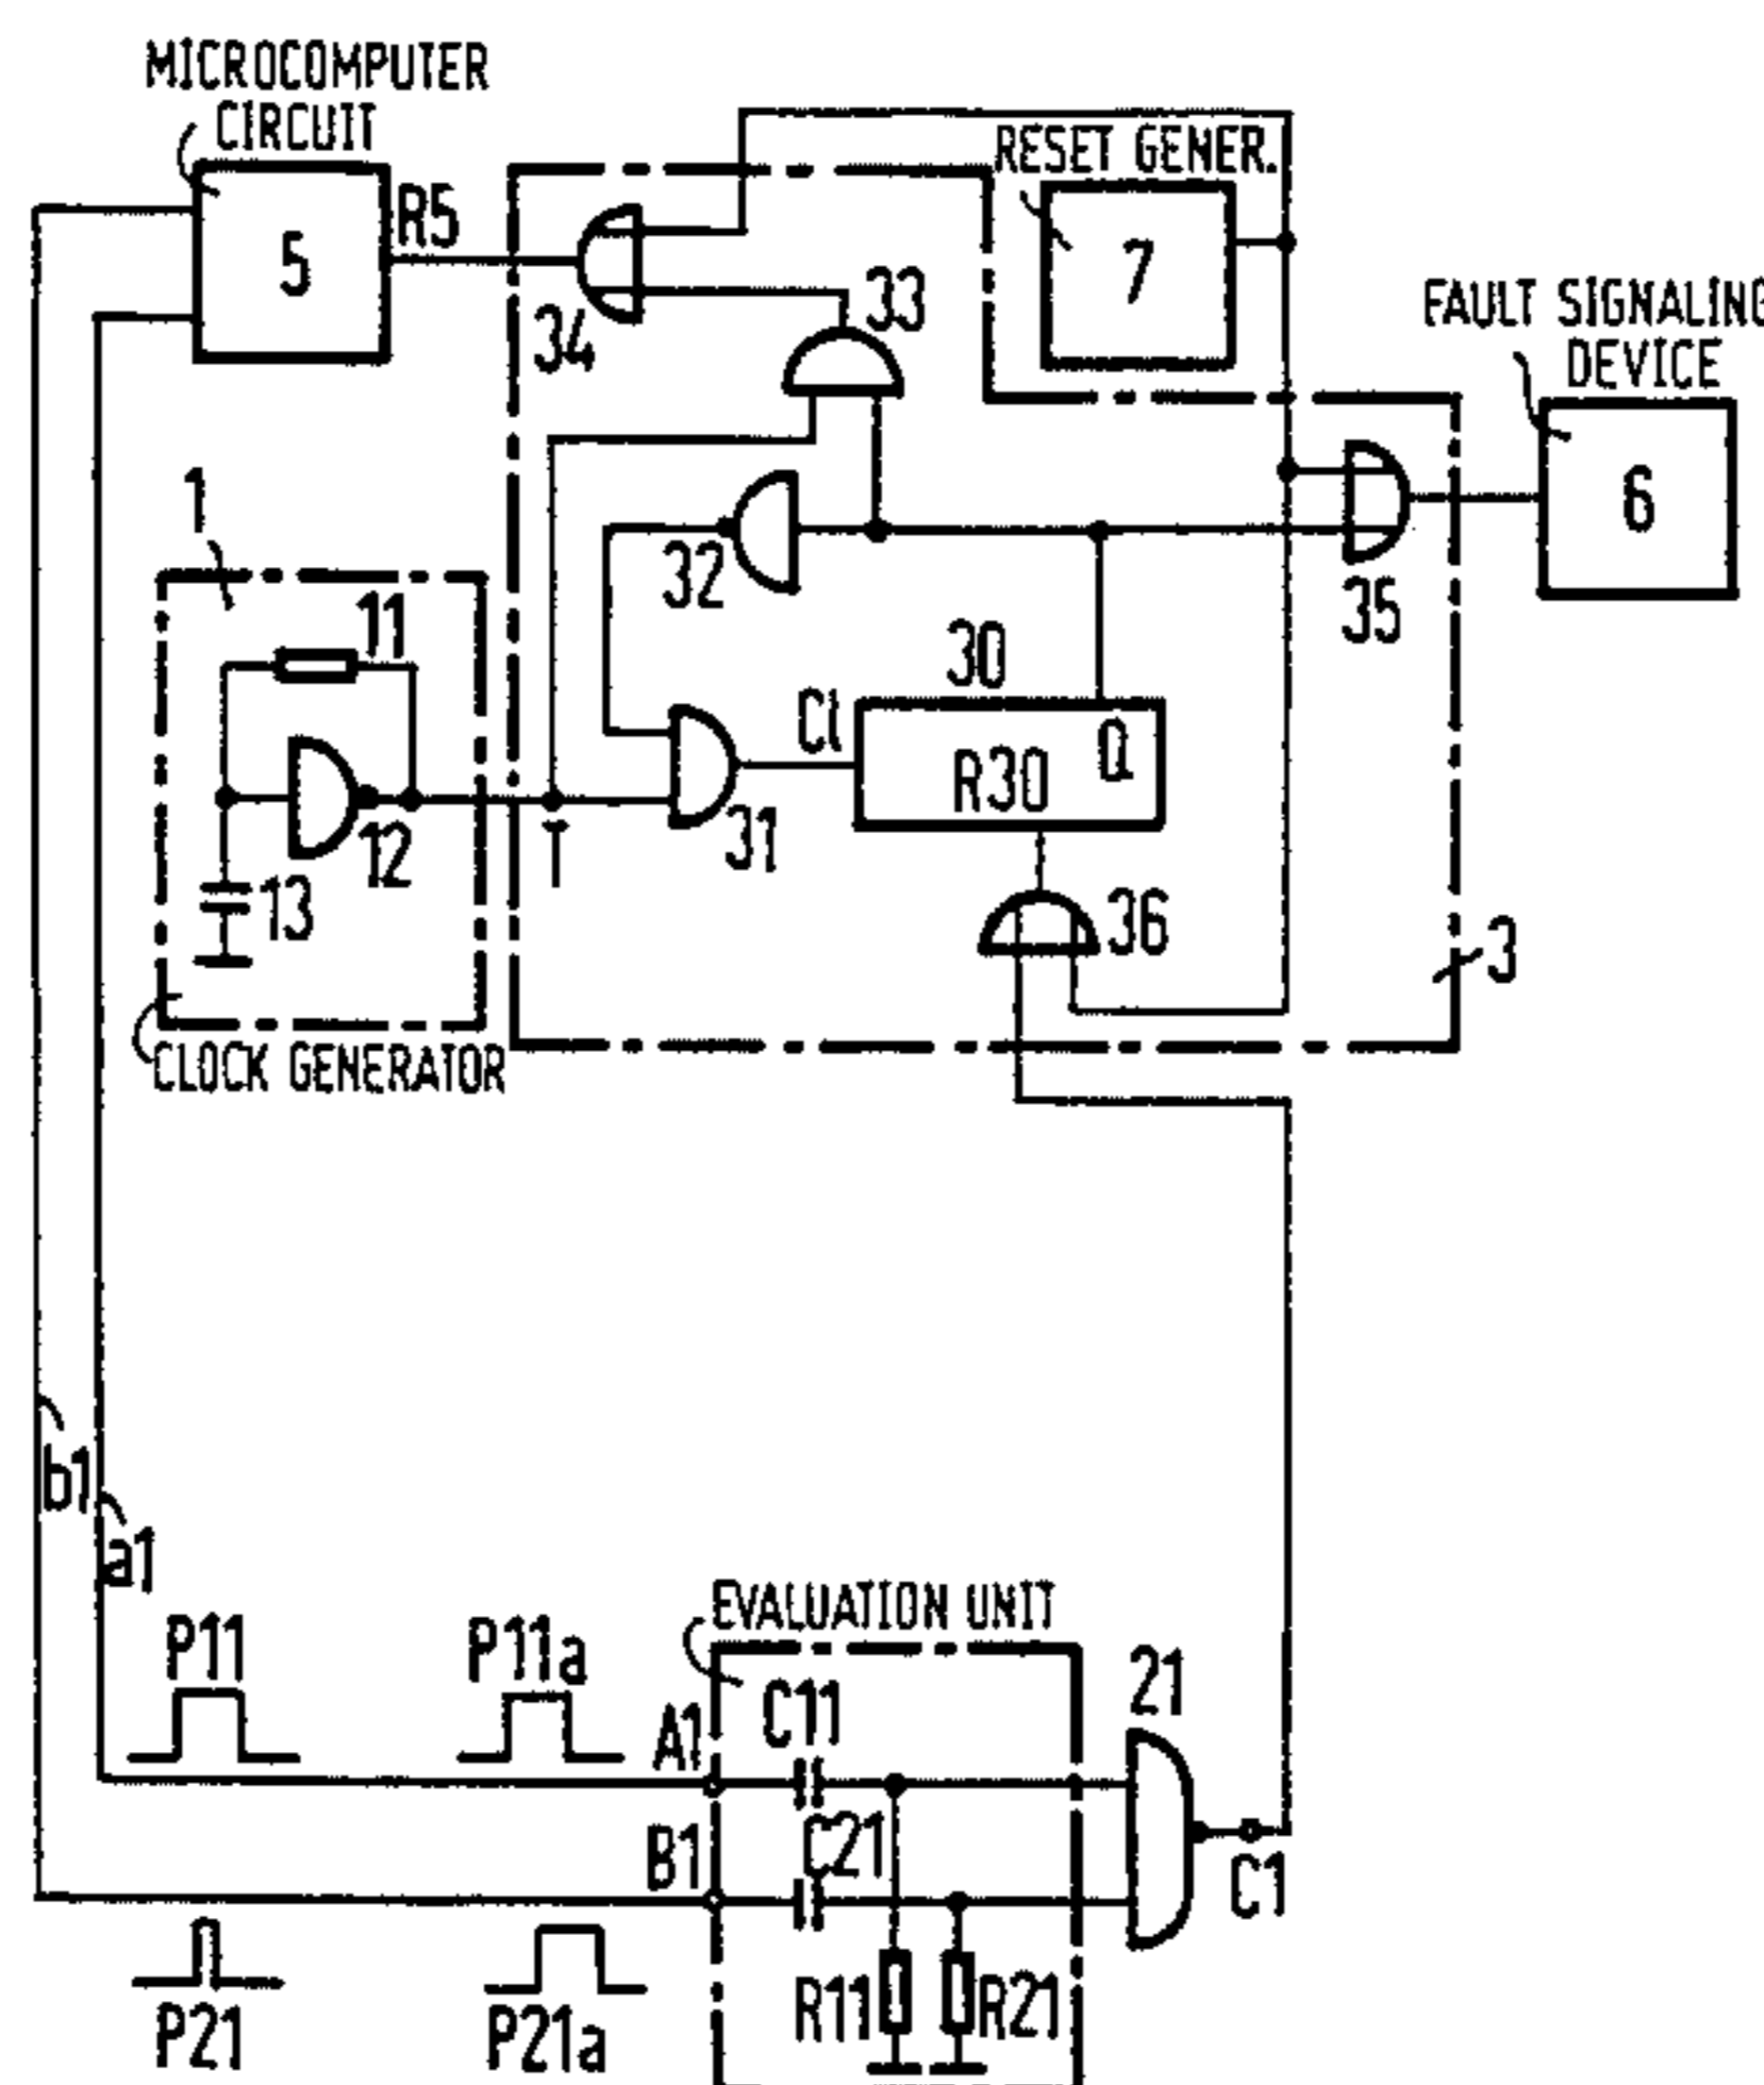 MICROCOMPUTER
CIRCUIT
RESET GENER.
R5
5
7
33
34
FAULT SIGNALING
DEVICE
6
1
32
35
11
30
Cl
Q
R30
12
T
31
13
36
3
CLOCK GENERATOR
b1
a1
EVALUATION UNIT
P11
P11a
21
A1
C11
B1
C21
C1
R11
R21
P21
P21a